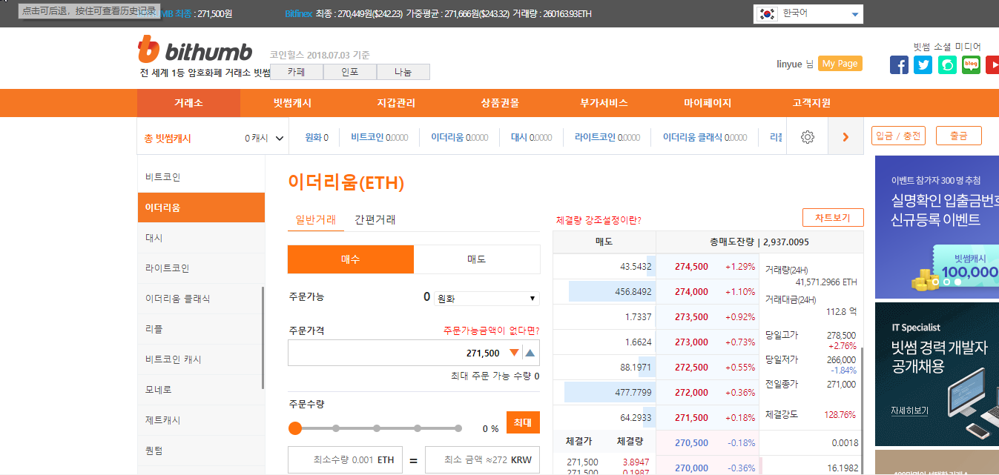 点击可后退，按住可查看历史记录
MB 최종 : 271,500원
Bitfinex 최종 : 270,449원($242.23) 가중평균 : 271,666원($243.32) 거래량 : 260163.93ETH
한국어
bithumb
전 세계 1등 암호화폐 거래소 빗썸
코인힐스 2018.07.03 기준
카페 인포 나눔
linyue 님 My Page
빗썸 소셜 미디어
blog
거래소 빗썸캐시 지갑관리 상품권몰 부가서비스 마이페이지 고객지원
총 빗썸캐시 0 캐시 원화 0 비트코인 0.0000 이더리움 0.0000 대시 0.0000 라이트코인 0.0000 이더리움 클래식 0.0000 리플
입금 / 충전 출금
비트코인
이더리움
대시
라이트코인
이더리움 클래식
리플
비트코인 캐시
모네로
제트캐시
퀀텀
이더리움(ETH)
일반거래 간편거래
매수 매도
주문가능 0 원화
주문가격 주문가능금액이 없다면?
271,500
최대 주문 가능 수량 0
주문수량
0 % 최대
최소수량 0.001 ETH = 최소 금액 ≈272 KRW
체결량 강조설정이란? 차트보기
매도 총매도잔량 | 2,937.0095
43.5432 274,500 +1.29%
456.8492 274,000 +1.10%
1.7337 273,500 +0.92%
1.6624 273,000 +0.73%
88.1971 272,500 +0.55%
477.7799 272,000 +0.36%
64.2933 271,500 +0.18%
거래량(24H)
41,571.2966 ETH
거래대금(24H)
112.8 억
당일고가 278,500
+2.76%
당일저가 266,000
-1.84%
전일종가 271,000
체결강도 128.76%
체결가 체결량 270,500 -0.18% 0.0018
271,500 3.8947
271,500 0.1987
270,000 -0.36% 16.1982
이벤트 참가자 300명 추첨
실명확인 입출금번호
신규등록 이벤트
빗썸캐시
100,000
IT Specialist
빗썸 경력 개발자
공개채용
자세히보기